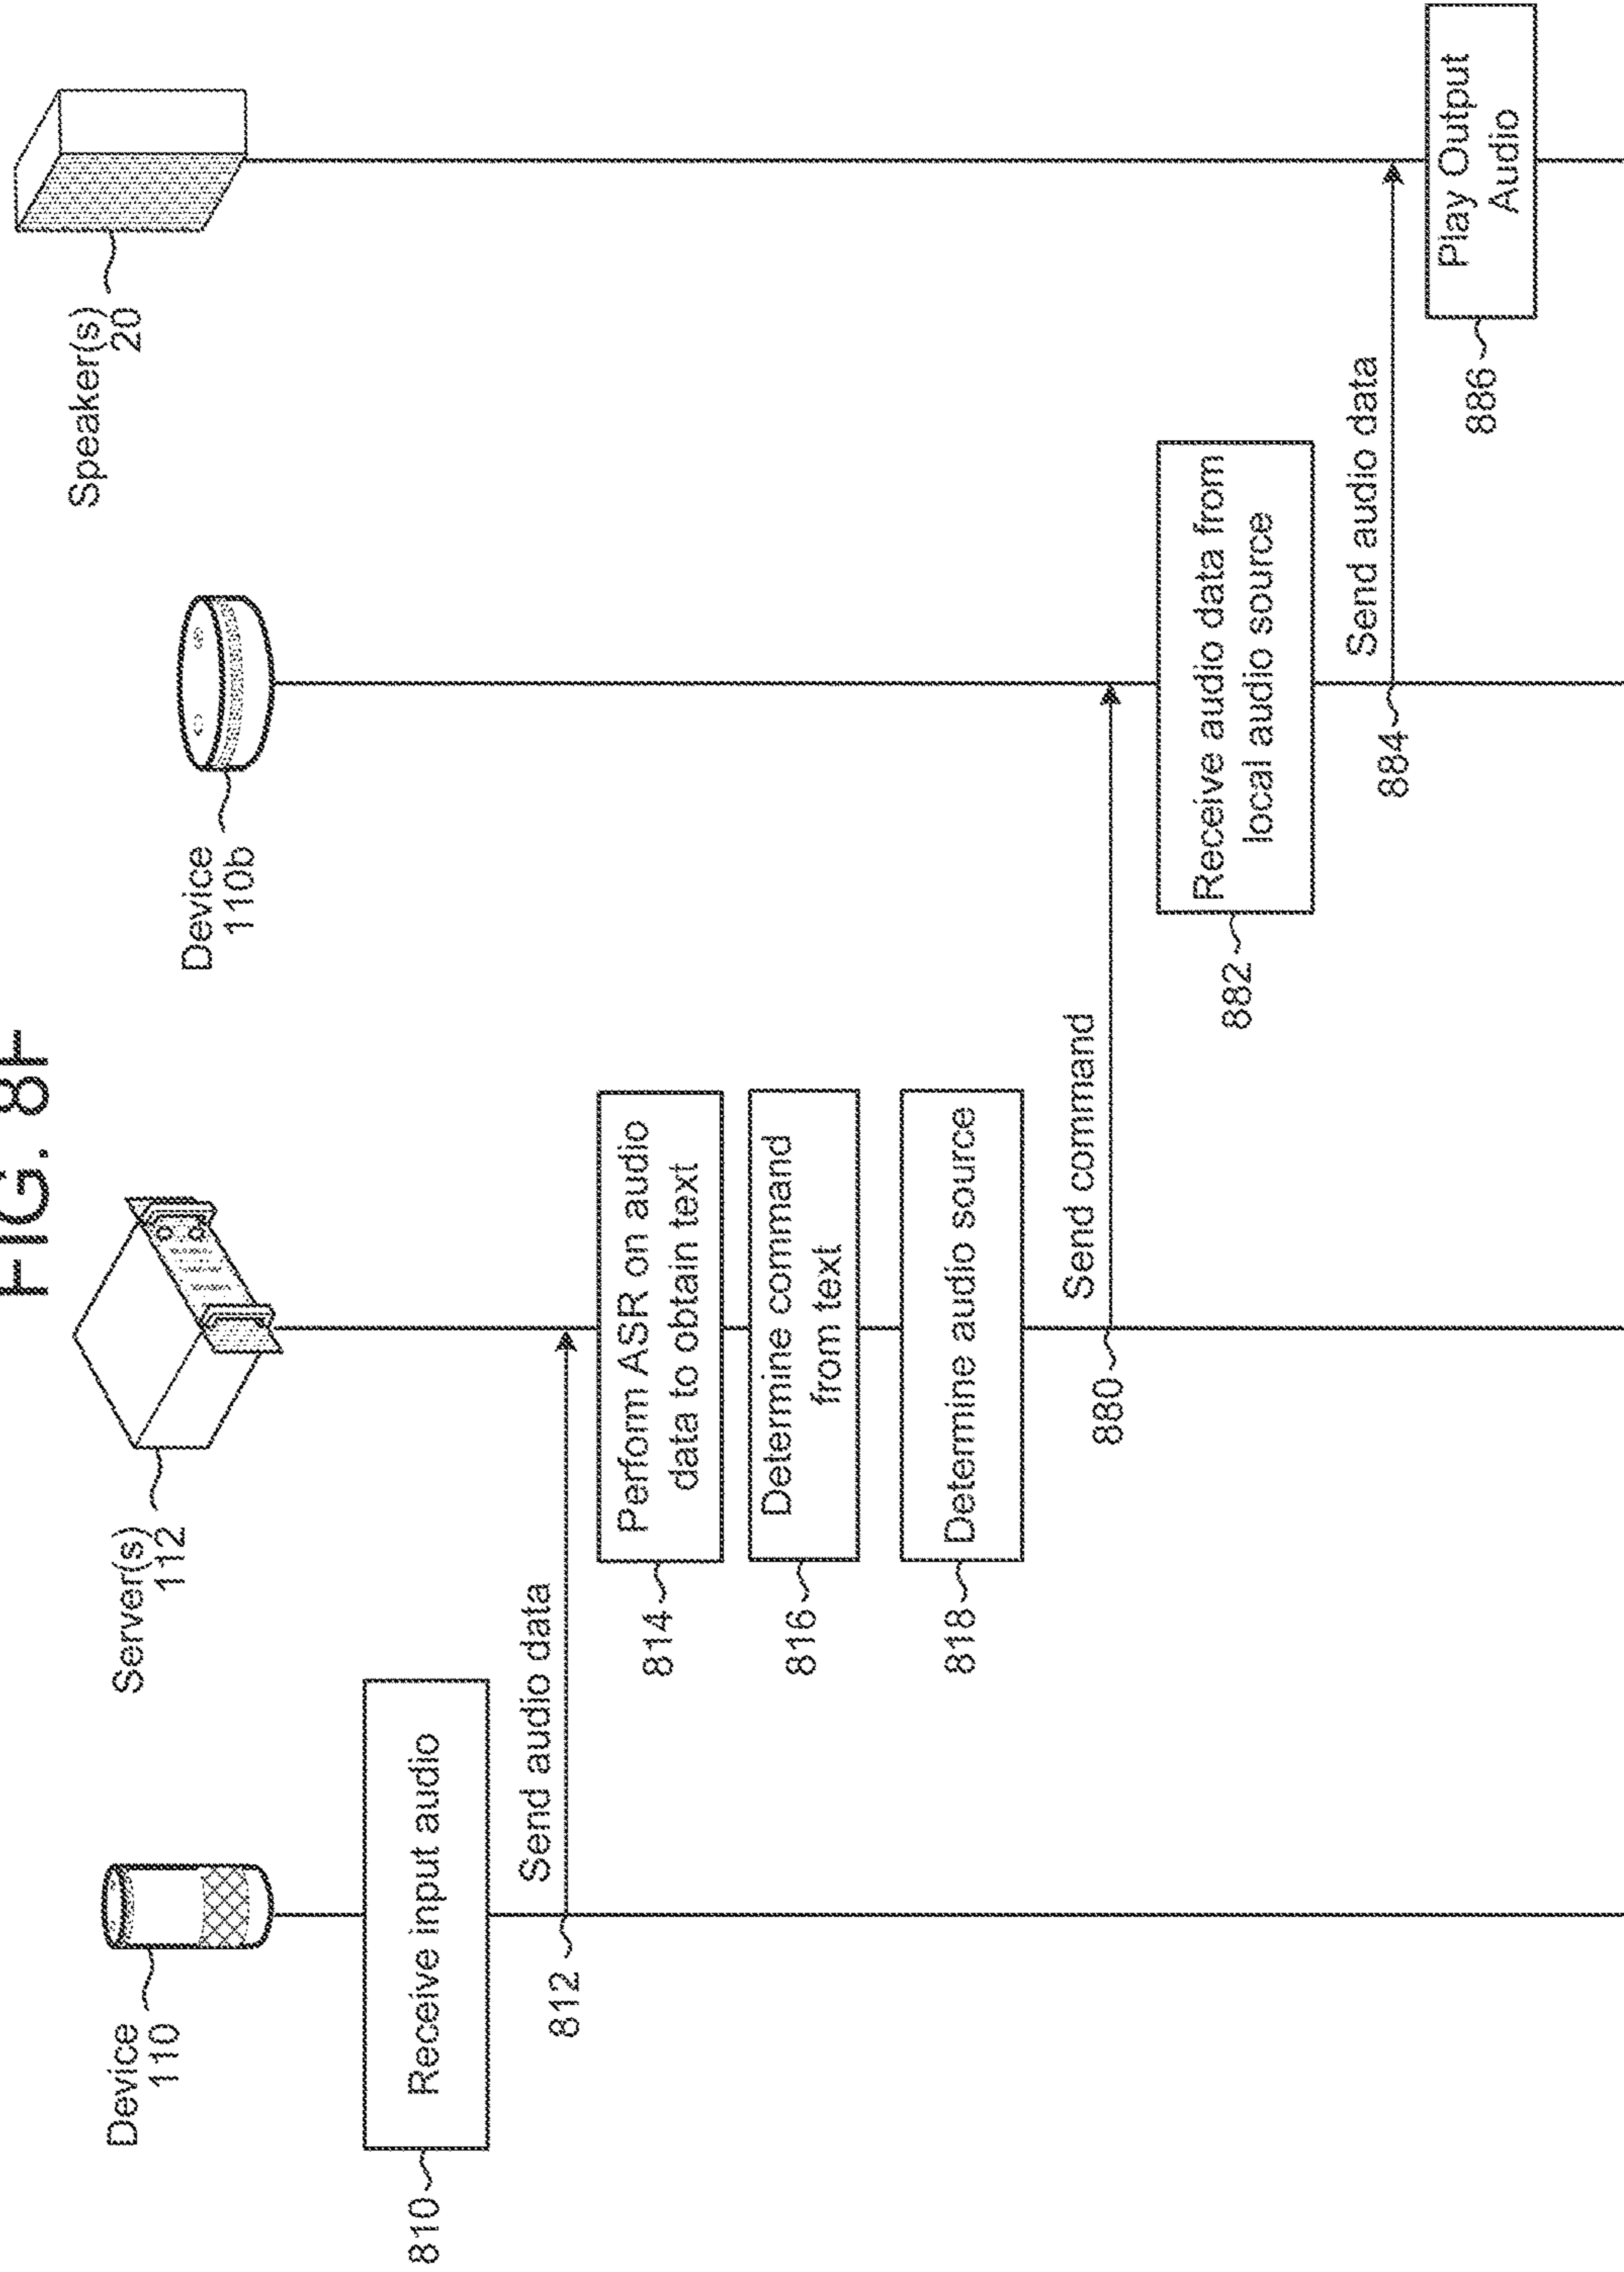 FIG. 8F
Device
110
Server(s)
112
Device
110b
Speaker(s)
20
810
Receive input audio
Send audio data
812
814
Perfom ASR on audio
data to obtain text
816
Determine command
from text
818
Determine audio source
Send command
880
882
Receive audio data from
local audio source
Send audio data
884
886
Play Output
Audio